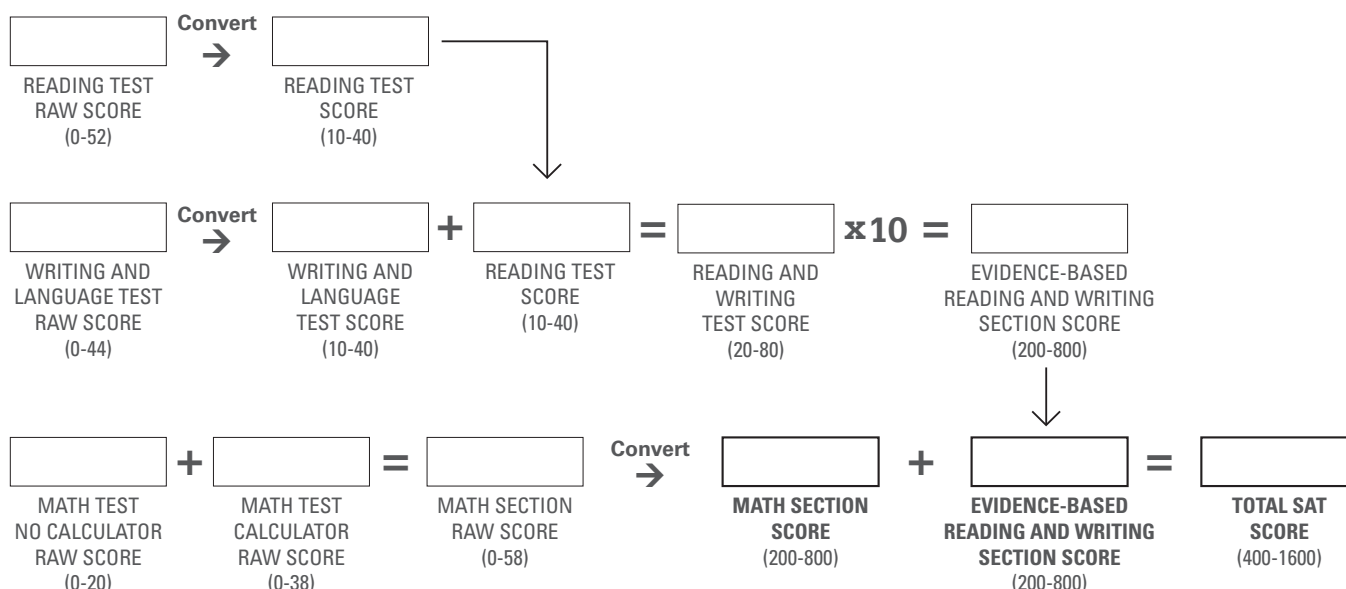 Convert
→
READING TEST
RAW SCORE
(0-52)
READING TEST
SCORE
(10-40)
Convert
→
+
=
x10 =
WRITING AND
LANGUAGE TEST
RAW SCORE
(0-44)
WRITING AND
LANGUAGE
TEST SCORE
(10-40)
READING TEST
SCORE
(10-40)
READING AND
WRITING
TEST SCORE
(20-80)
EVIDENCE-BASED
READING AND WRITING
SECTION SCORE
(200-800)
+
=
Convert
→
+
=
MATH TEST
NO CALCULATOR
RAW SCORE
(0-20)
MATH TEST
CALCULATOR
RAW SCORE
(0-38)
MATH SECTION
RAW SCORE
(0-58)
MATH SECTION
SCORE
(200-800)
EVIDENCE-BASED
READING AND WRITING
SECTION SCORE
(200-800)
TOTAL SAT
SCORE
(400-1600)